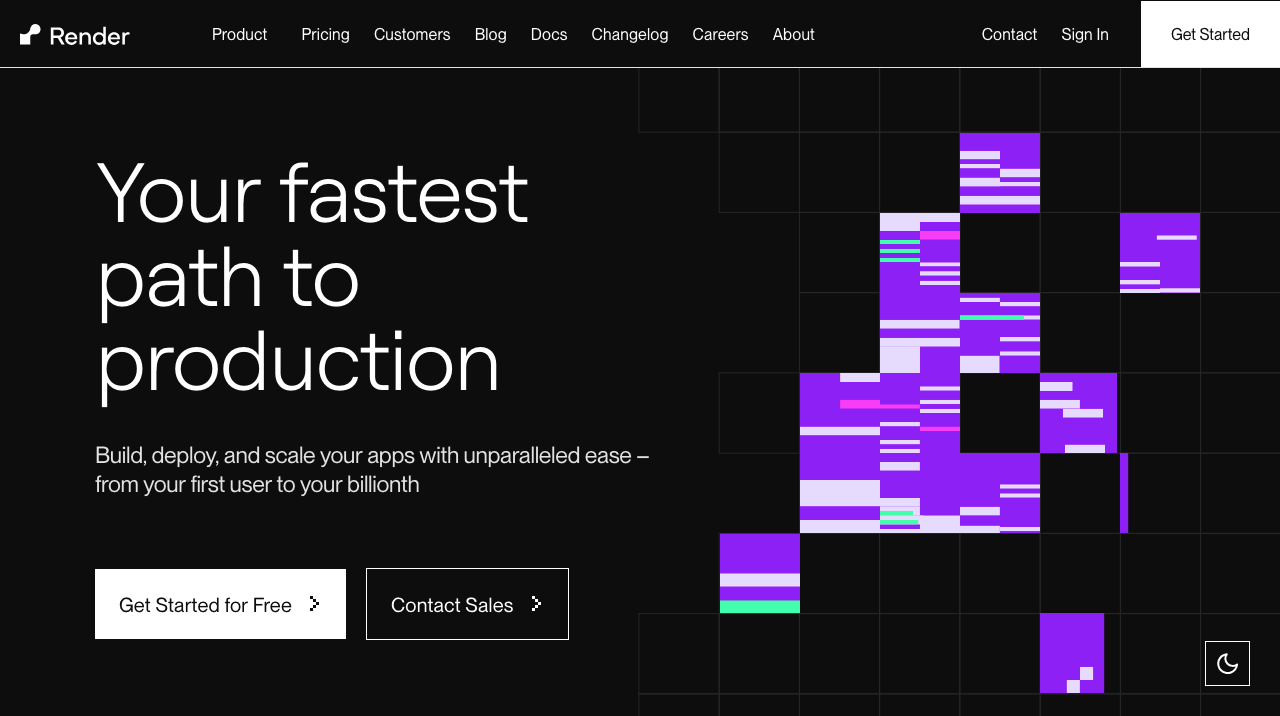 Render
Product Pricing Customers Blog Docs Changelog Careers About
Contact Sign In Get Started
Your fastest
path to
production
Build, deploy, and scale your apps with unparalleled ease –
from your first user to your billionth
Get Started for Free
Contact Sales